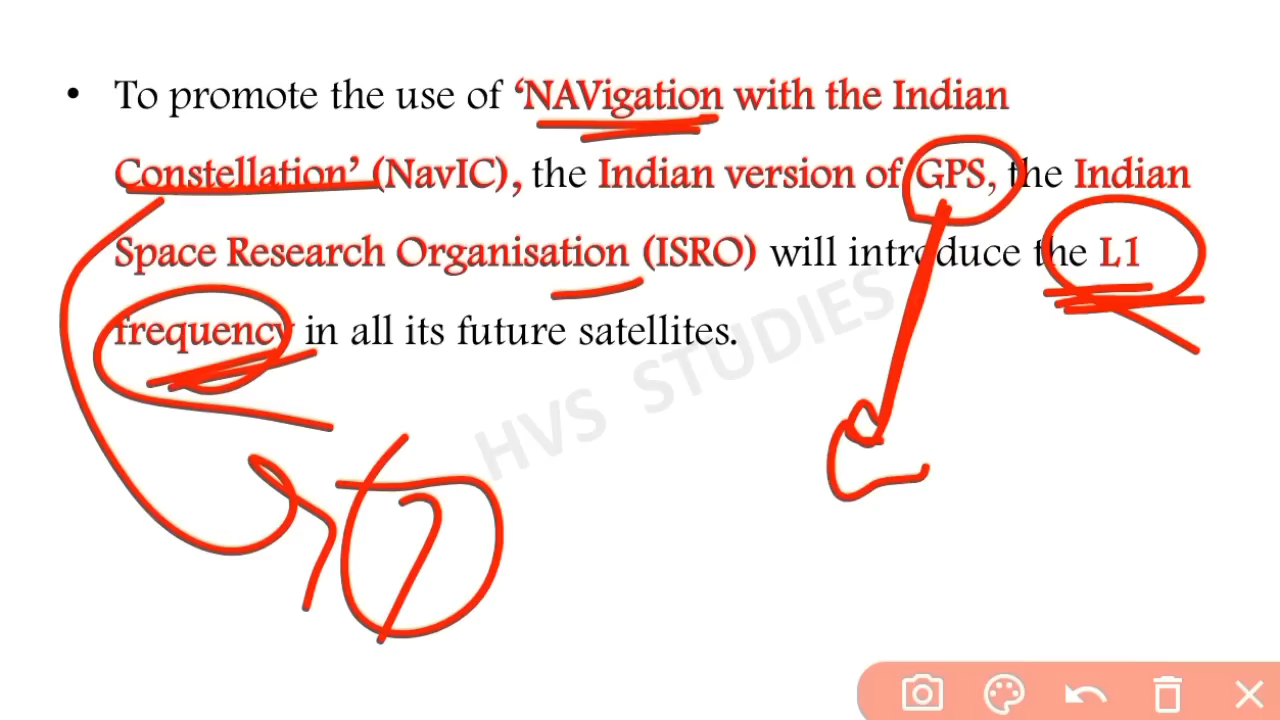 • To promote the use of ‘NAVigation with the Indian
Constellation’ (NavIC), the Indian version of GPS, the Indian
Space Research Organisation (ISRO) will introduce the L1
frequency in all its future satellites.
HVS STUDIES
7